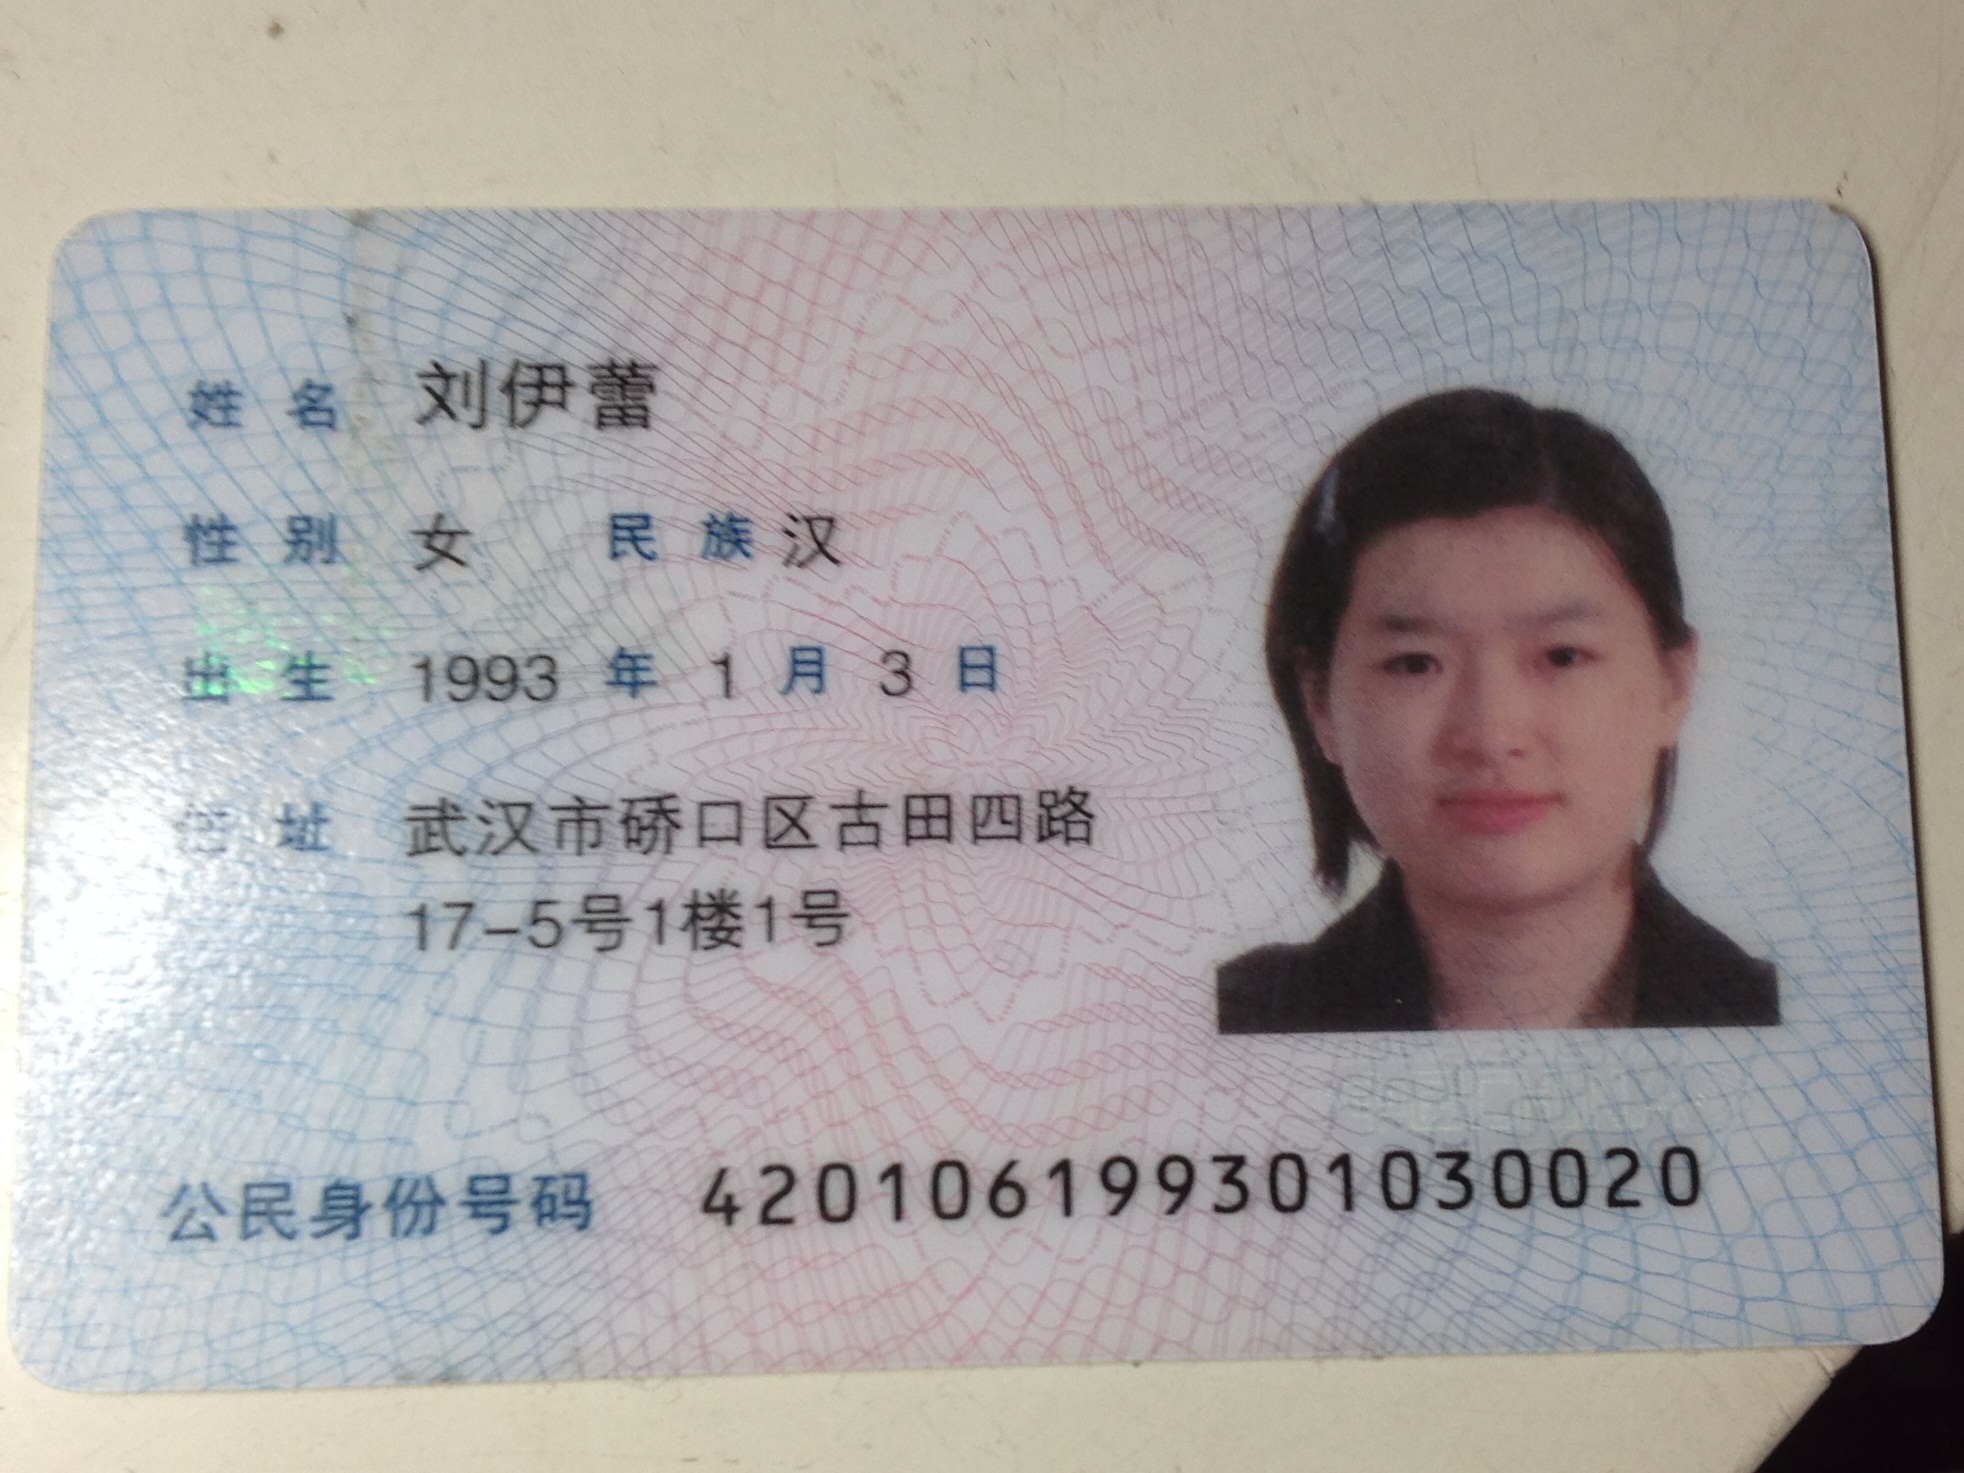 姓名 刘伊蕾
性别 女 民族 汉
出生 1993 年 1 月 3 日
住址 武汉市硚口区古田四路
17-5号1楼1号
公民身份号码 420106199301030020